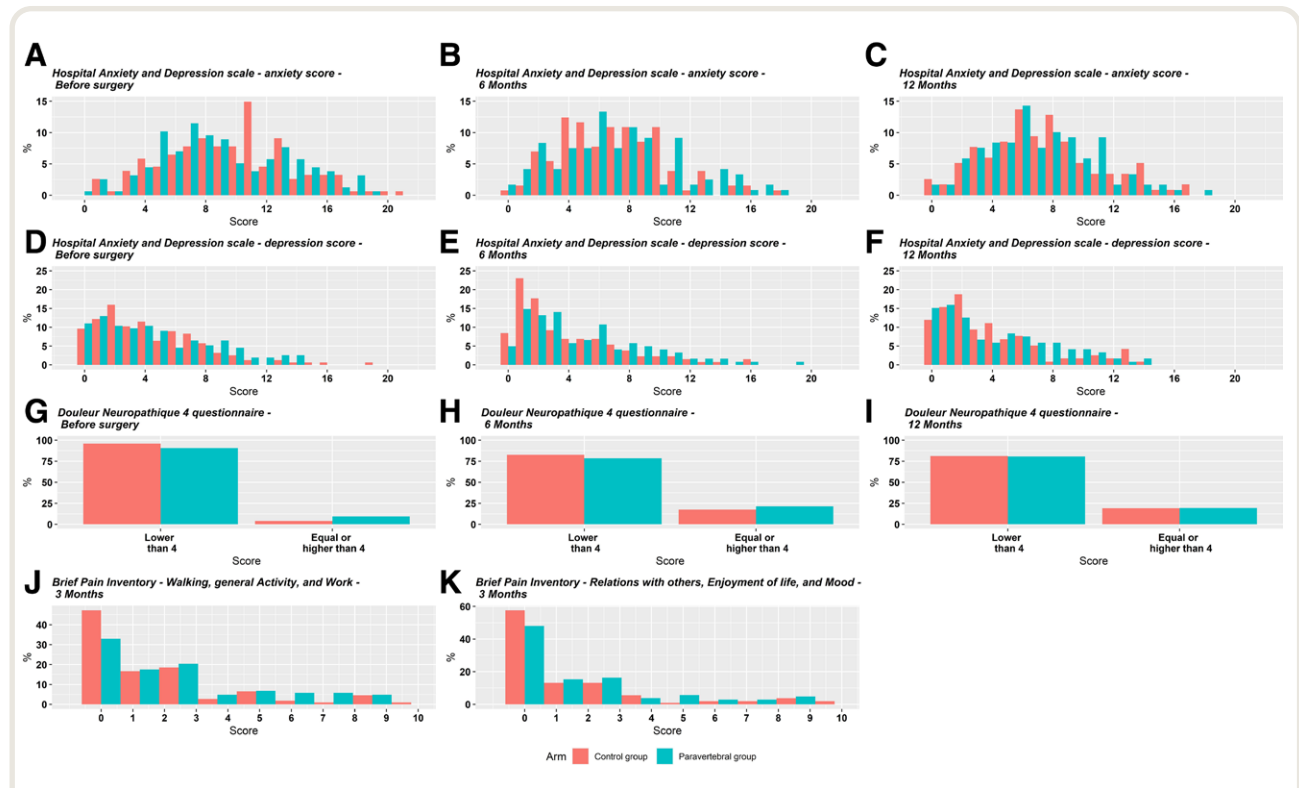 A
Hospital Anxiety and Depression scale - anxiety score -
Before surgery
15
10
5
0
%
0 4 8 12 16 20
Score
B
Hospital Anxiety and Depression scale - anxiety score -
6 Months
15
10
5
0
%
0 4 8 12 16 20
Score
C
Hospital Anxiety and Depression scale - anxiety score -
12 Months
15
10
5
0
%
0 4 8 12 16 20
Score
D
Hospital Anxiety and Depression scale - depression score -
Before surgery
25
20
15
10
5
0
%
0 4 8 12 16 20
Score
E
Hospital Anxiety and Depression scale - depression score -
6 Months
25
20
15
10
5
0
%
0 4 8 12 16 20
Score
F
Hospital Anxiety and Depression scale - depression score -
12 Months
25
20
15
10
5
0
%
0 4 8 12 16 20
Score
G
Douleur Neuropathique 4 questionnaire -
Before surgery
100
75
50
25
0
%
Lower Equal or
than 4 higher than 4
Score
H
Douleur Neuropathique 4 questionnaire -
6 Months
100
75
50
25
0
%
Lower Equal or
than 4 higher than 4
Score
I
Douleur Neuropathique 4 questionnaire -
12 Months
100
75
50
25
0
%
Lower Equal or
than 4 higher than 4
Score
J
Brief Pain Inventory - Walking, general Activity, and Work -
3 Months
40
30
20
10
0
%
0 1 2 3 4 5 6 7 8 9 10
Score
K
Brief Pain Inventory - Relations with others, Enjoyment of life, and Mood -
3 Months
60
40
20
0
%
0 1 2 3 4 5 6 7 8 9 10
Score
Arm Control group Paravertebral group